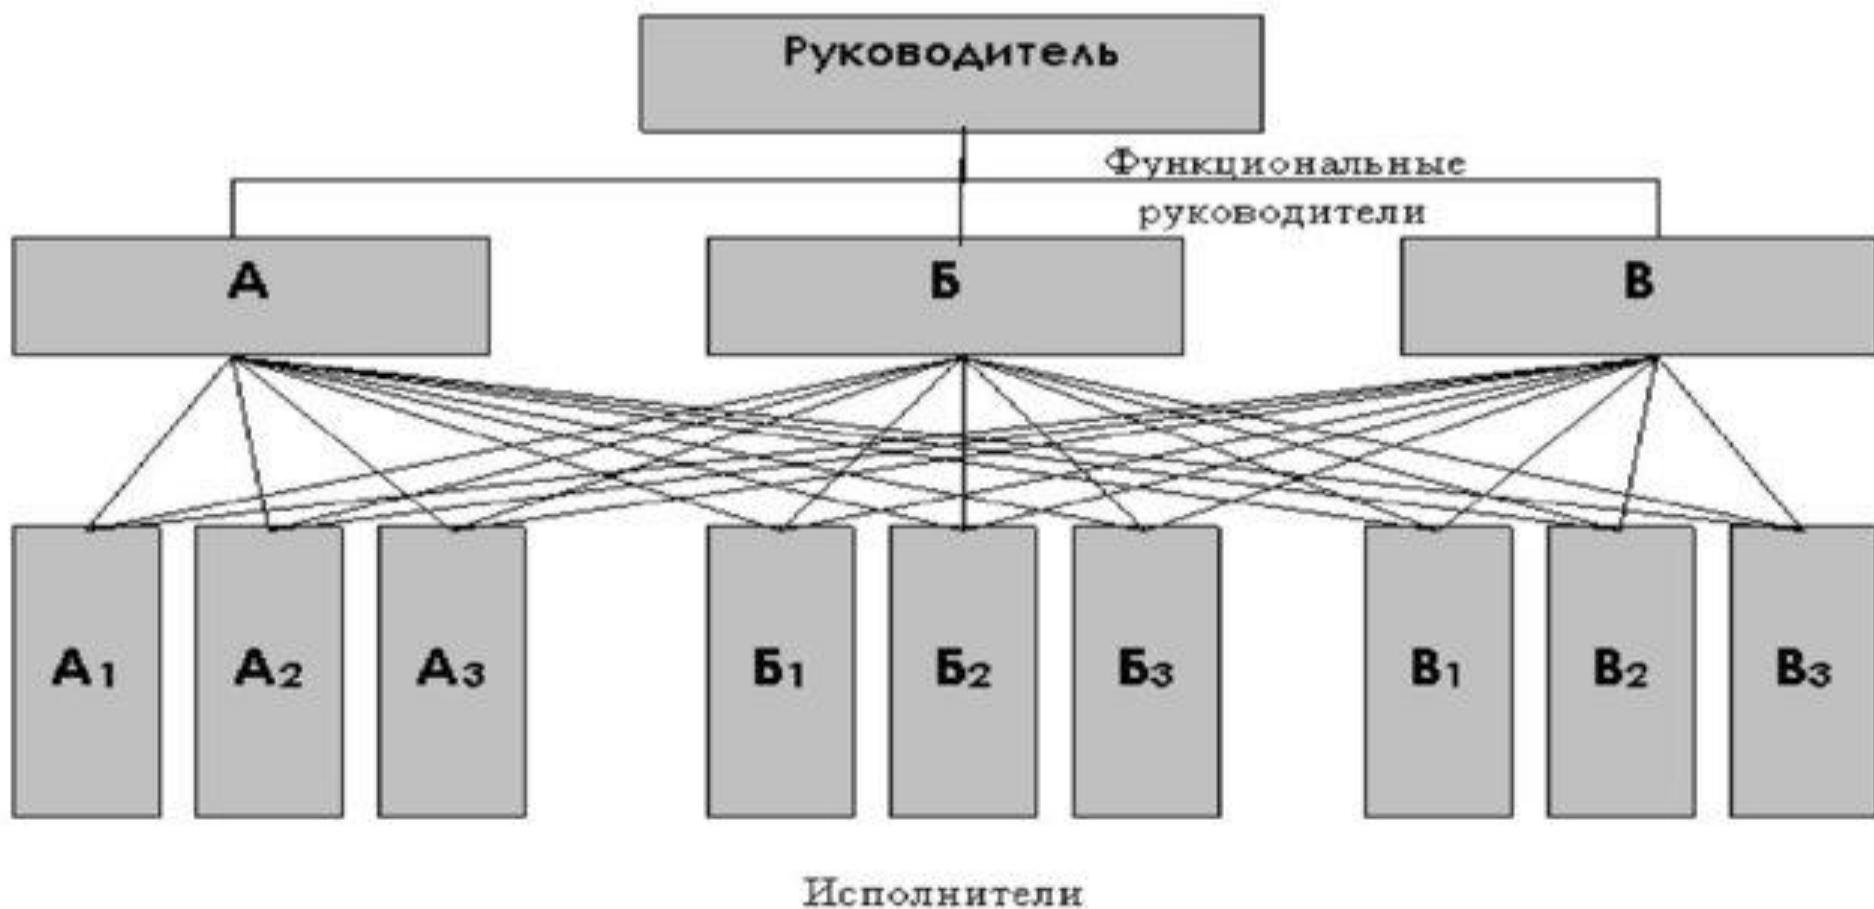 Руководитель
Функциональные
руководители
А
Б
В
А1
А2
А3
Б1
Б2
Б3
В1
В2
В3
Исполнители